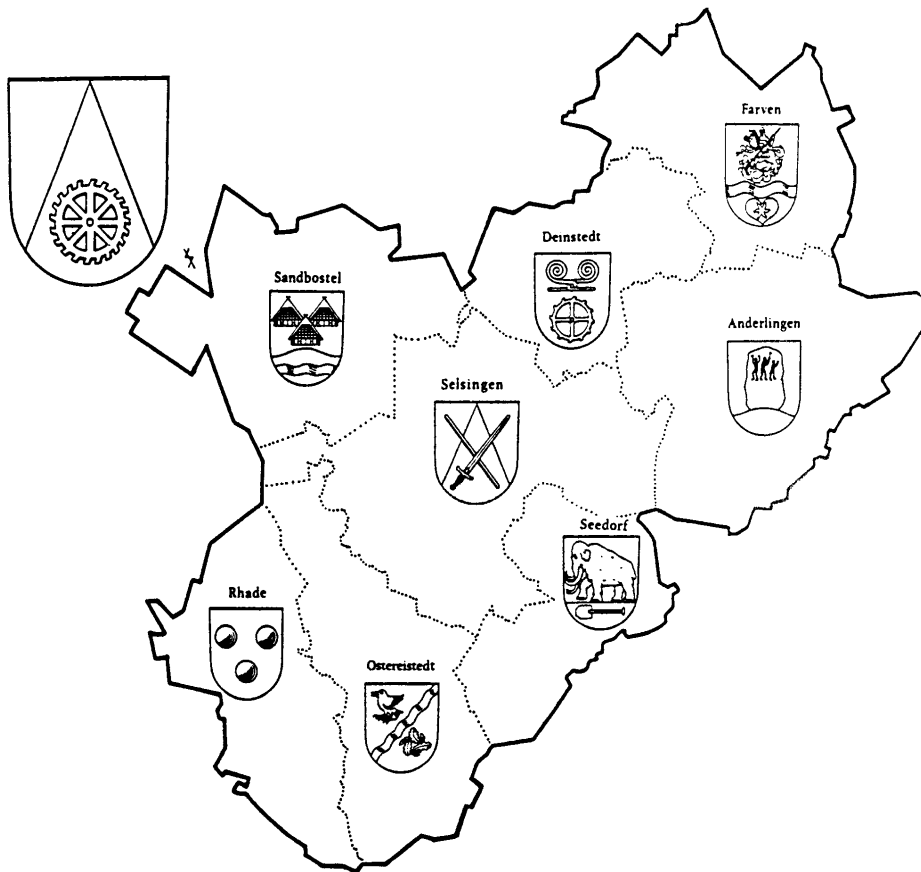 Farven
Deinstedt
Sandbostel
Anderlingen
Selsingen
Seedorf
Rhade
Ostereistedt